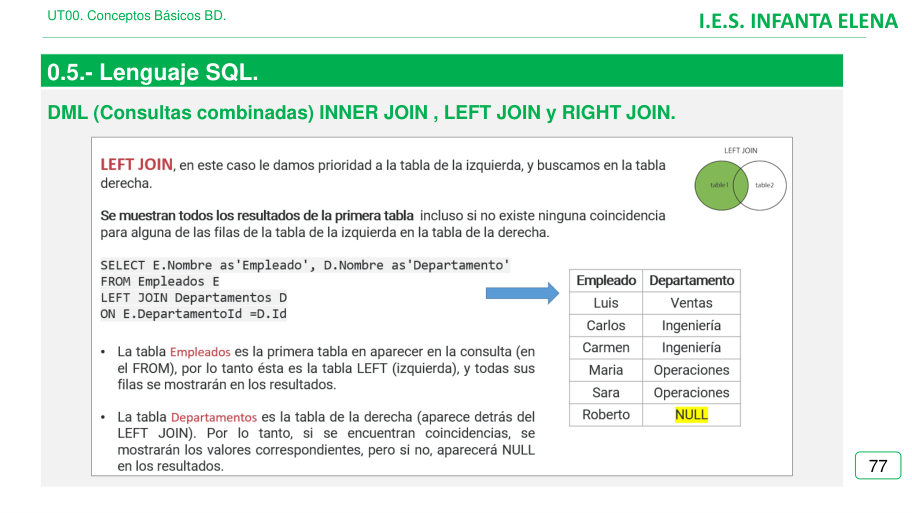 UT00. Conceptos Básicos BD.
I.E.S. INFANTA ELENA
0.5.- Lenguaje SQL.
DML (Consultas combinadas) INNER JOIN , LEFT JOIN y RIGHT JOIN.
LEFT JOIN, en este caso le damos prioridad a la tabla de la izquierda, y buscamos en la tabla
derecha.
LEFT JOIN
table1
table2
Se muestran todos los resultados de la primera tabla incluso si no existe ninguna coincidencia
para alguna de las filas de la tabla de la izquierda en la tabla de la derecha.
SELECT E.Nombre as'Empleado', D.Nombre as'Departamento'
FROM Empleados E
LEFT JOIN Departamentos D
ON E.DepartamentoId =D.Id
Empleado Departamento
Luis Ventas
Carlos Ingeniería
Carmen Ingeniería
Maria Operaciones
Sara Operaciones
Roberto NULL
• La tabla Empleados es la primera tabla en aparecer en la consulta (en
el FROM), por lo tanto ésta es la tabla LEFT (izquierda), y todas sus
filas se mostrarán en los resultados.
• La tabla Departamentos es la tabla de la derecha (aparece detrás del
LEFT JOIN). Por lo tanto, si se encuentran coincidencias, se
mostrarán los valores correspondientes, pero si no, aparecerá NULL
en los resultados.
77